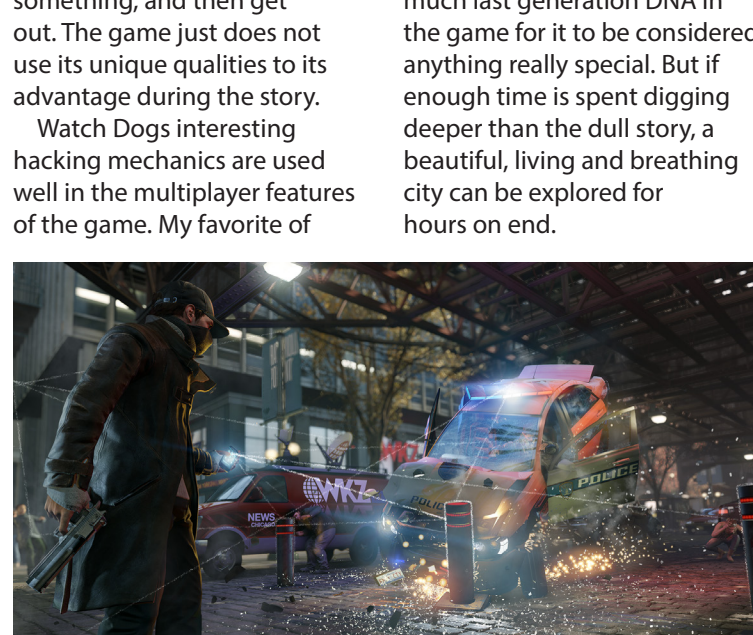 something, and then get
out. The game just does not
use its unique qualities to its
advantage during the story.
Watch Dogs interesting
hacking mechanics are used
well in the multiplayer features
of the game. My favorite of
much last generation DNA in
the game for it to be considered
anything really special. But if
enough time is spent digging
deeper than the dull story, a
beautiful, living and breathing
city can be explored for
hours on end.
WKZ
WKZ
NEWS
CHICAGO
POLICE
POLICE